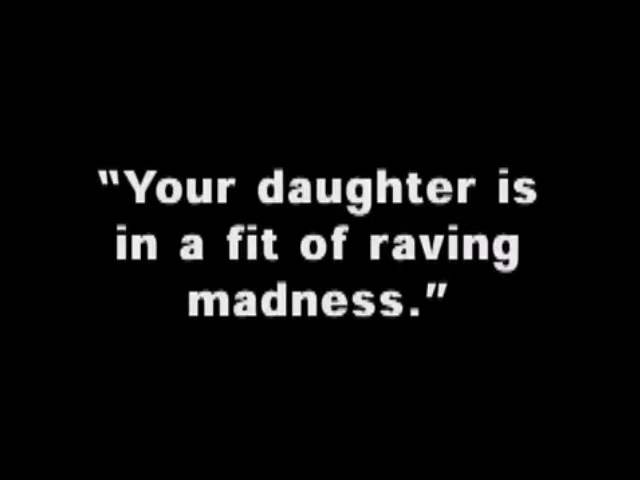 “Your daughter is
in a fit of raving
madness.”